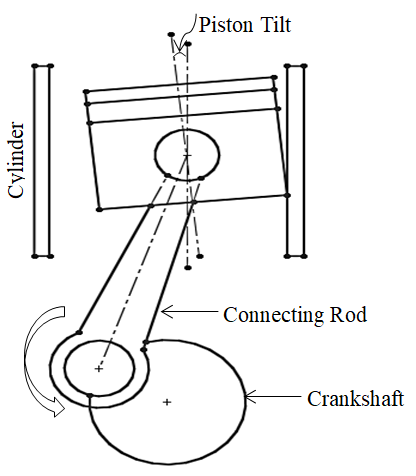 Piston Tilt
Cylinder
Connecting Rod
Crankshaft